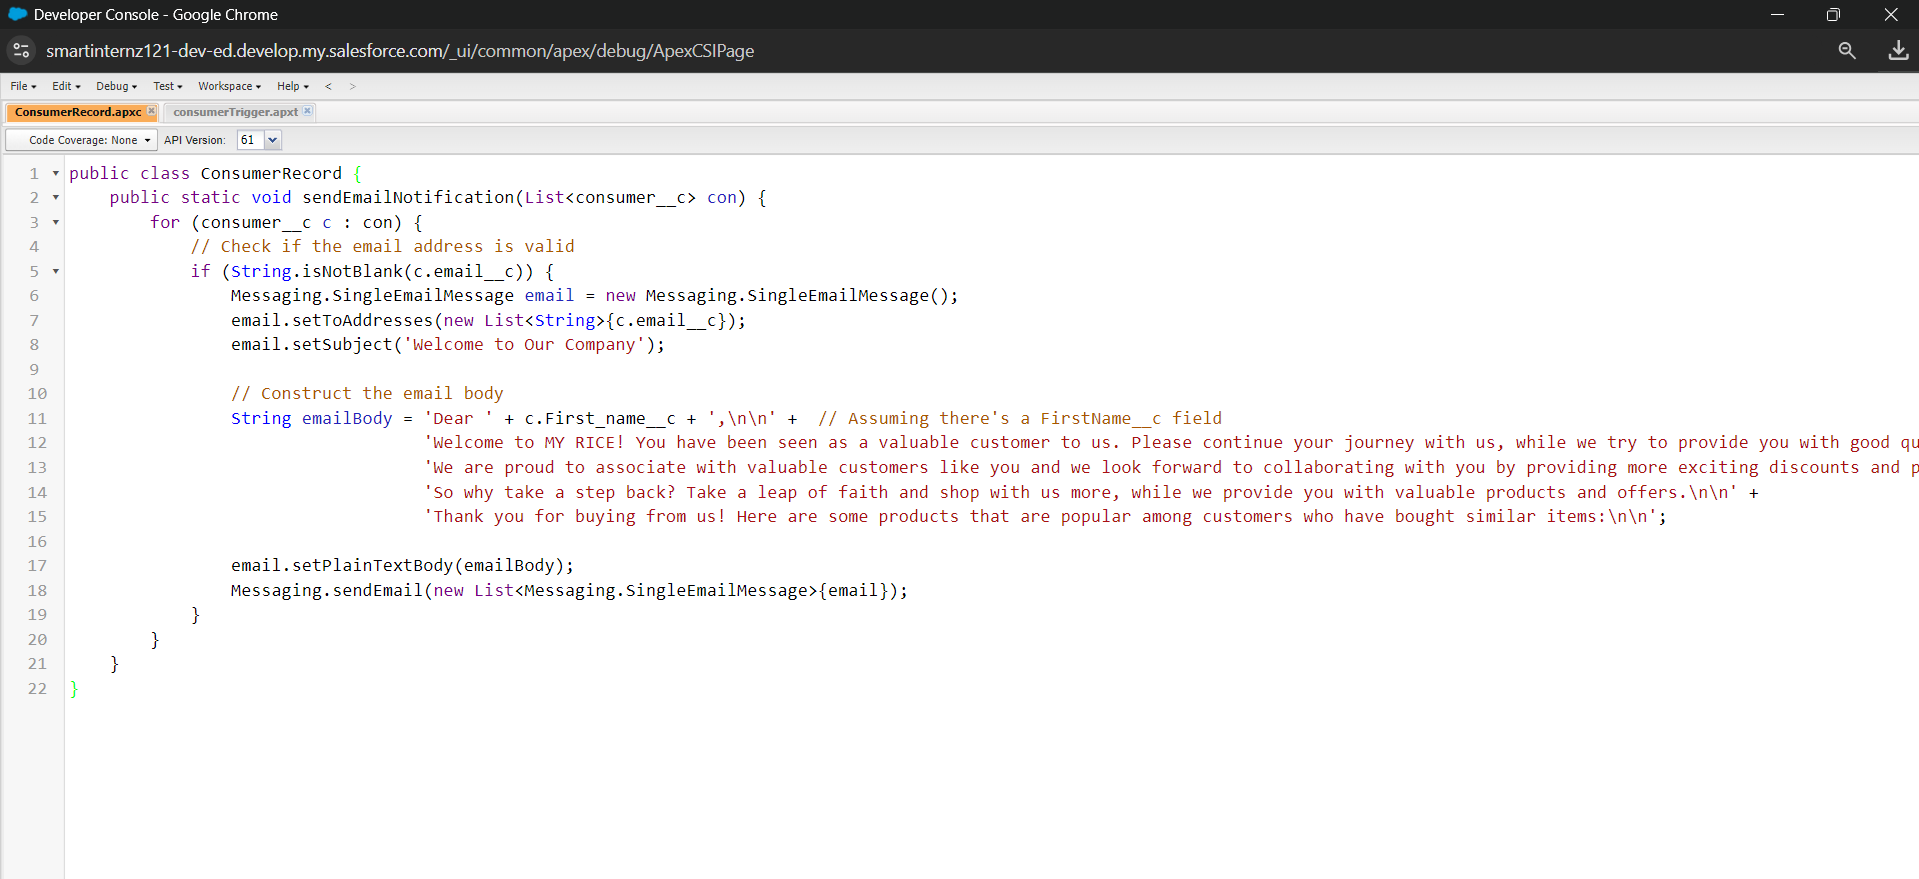 Developer Console - Google Chrome
smartinternz121-dev-ed.develop.my.salesforce.com/_ui/common/apex/debug/ApexCSIPage
File Edit Debug Test Workspace Help < >
ConsumerRecord.apxc consumerTrigger.apxt
Code Coverage: None API Version: 61
1 public class ConsumerRecord {
2 public static void sendEmailNotification(List<consumer__c> con) {
3 for (consumer__c c : con) {
4 // Check if the email address is valid
5 if (String.isNotBlank(c.email__c)) {
6 Messaging.SingleEmailMessage email = new Messaging.SingleEmailMessage();
7 email.setToAddresses(new List<String>{c.email__c});
8 email.setSubject('Welcome to Our Company');
9
10 // Construct the email body
11 String emailBody = 'Dear ' + c.First_name__c + ',\n\n' + // Assuming there's a FirstName__c field
12 'Welcome to MY RICE! You have been seen as a valuable customer to us. Please continue your journey with us, while we try to provide you with good qu
13 'We are proud to associate with valuable customers like you and we look forward to collaborating with you by providing more exciting discounts and p
14 'So why take a step back? Take a leap of faith and shop with us more, while we provide you with valuable products and offers.\n\n' +
15 'Thank you for buying from us! Here are some products that are popular among customers who have bought similar items:\n\n';
16
17 email.setPlainTextBody(emailBody);
18 Messaging.sendEmail(new List<Messaging.SingleEmailMessage>{email});
19 }
20 }
21 }
22 }